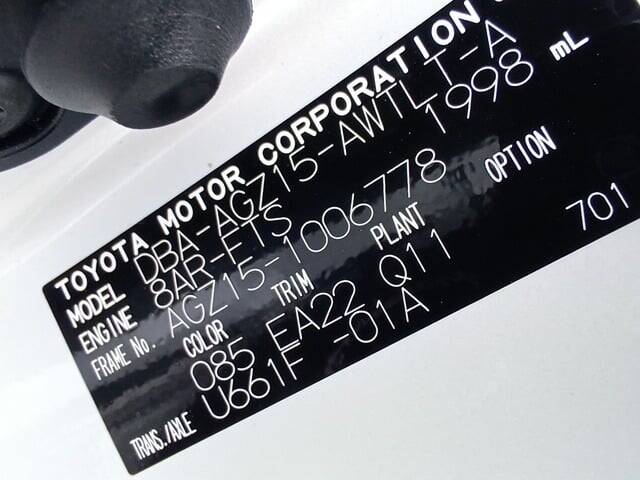 TOYOTA MOTOR CORPORATION
MODEL DBA-AGZ15-AWTLT-A
ENGINE 8AR-FTS 1998 mL
FRAME No. AGZ15-1006778
COLOR TRIM PLANT OPTION
085 EA22 Q11
TRANS./AXLE U661F -01A 701